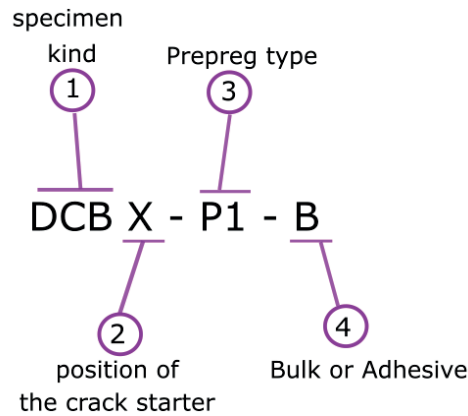 specimen
kind
Prepreg type
1
3
DCB X - P1 - B
2
4
position of
the crack starter
Bulk or Adhesive